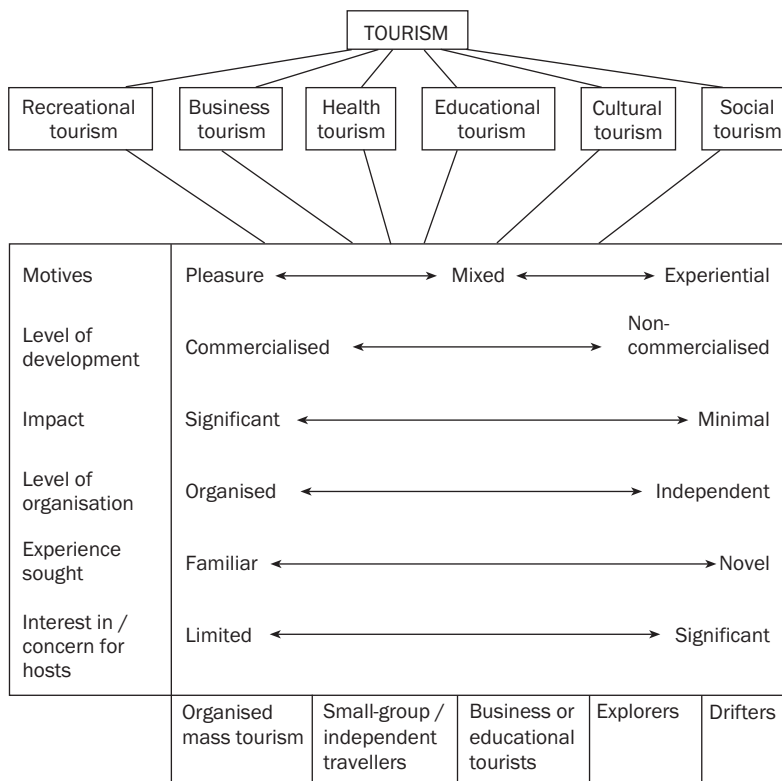 TOURISM
Recreational
tourism
Business
tourism
Health
tourism
Educational
tourism
Cultural
tourism
Social
tourism
Motives
Pleasure
Mixed
Experiential
Level of
development
Commercialised
Non-
commercialised
Impact
Significant
Minimal
Level of
organisation
Organised
Independent
Experience
sought
Familiar
Novel
Interest in /
concern for
hosts
Limited
Significant
Organised
mass tourism
Small-group /
independent
travellers
Business or
educational
tourists
Explorers
Drifters